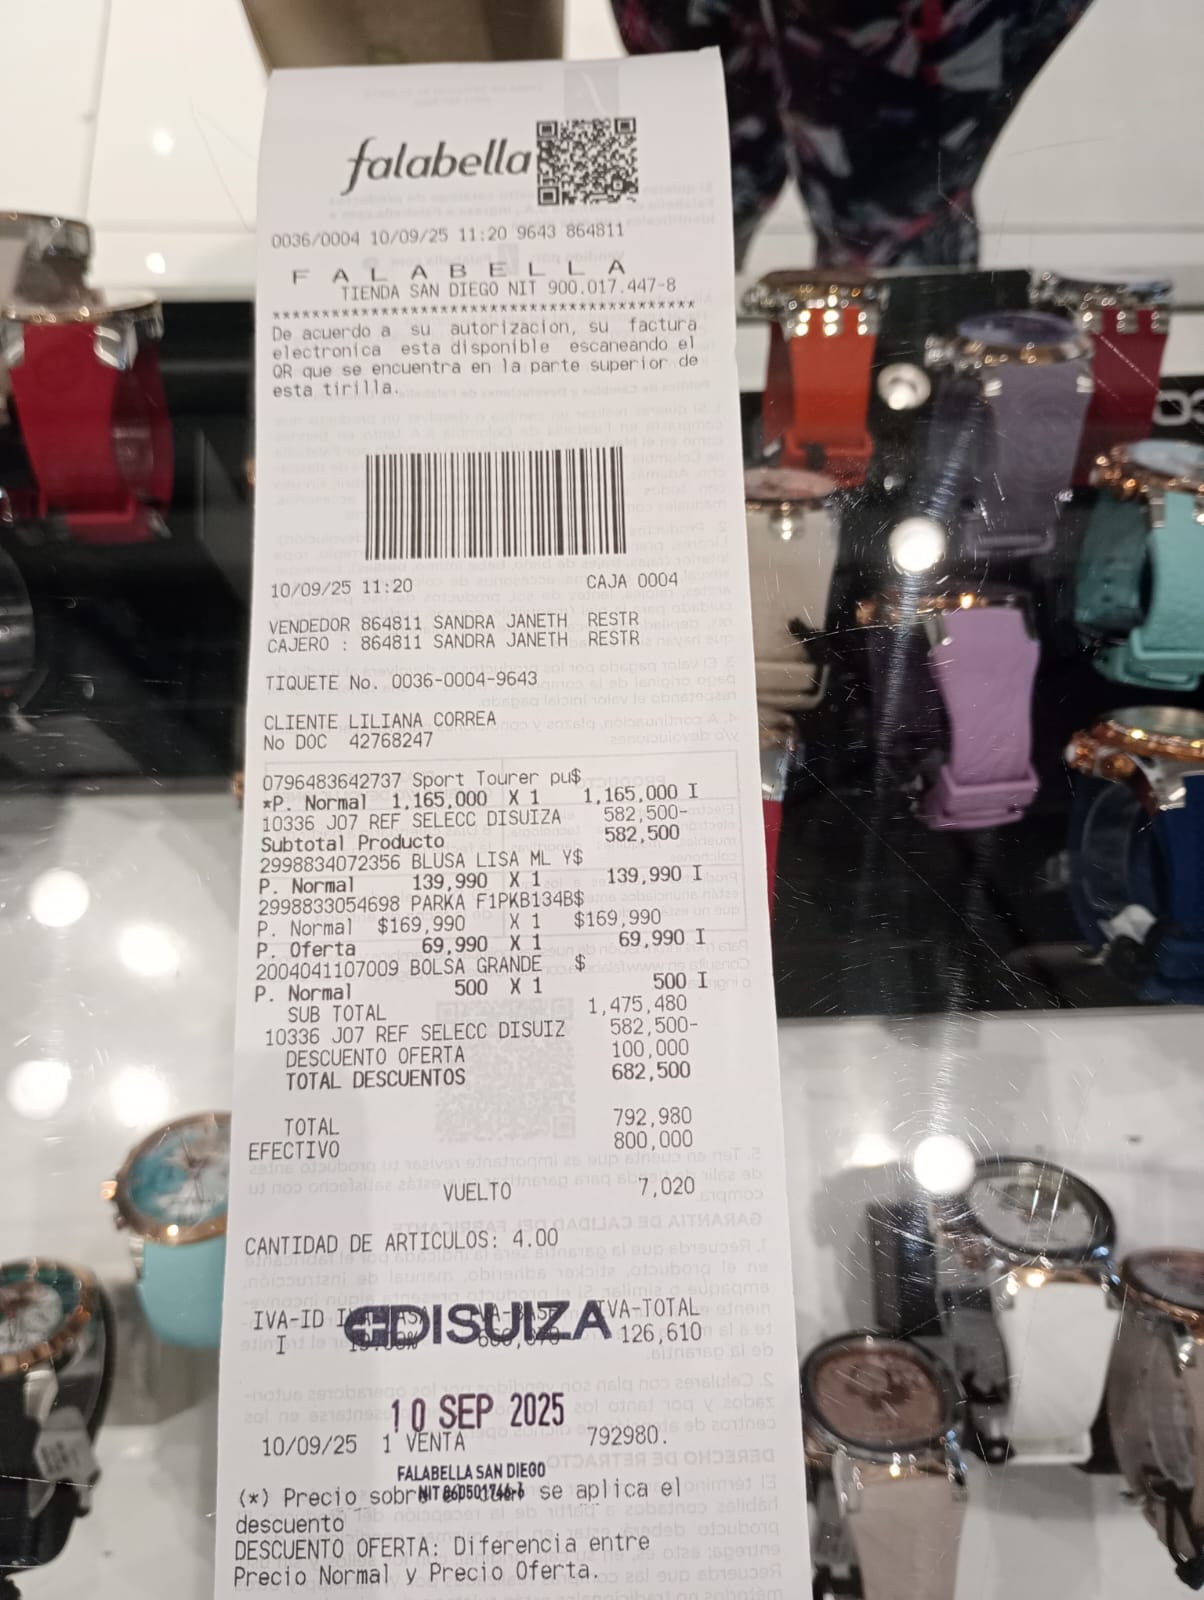 falabella
0036/0004 10/09/25 11:20 9643 864811
F A L A B E L L A
TIENDA SAN DIEGO NIT 900.017.447-8
******************************************
De acuerdo a su autorizacion, su factura
electronica esta disponible escaneando el
QR que se encuentra en la parte superior de
esta tirilla.
10/09/25 11:20 CAJA 0004
VENDEDOR 864811 SANDRA JANETH RESTR
CAJERO : 864811 SANDRA JANETH RESTR
TIQUETE No. 0036-0004-9643
CLIENTE LILIANA CORREA
No DOC 42768247
0796483642737 Sport Tourer pu$
*P. Normal 1,165,000 X 1 1,165,000 I
10336 J07 REF SELECC DISUIZA 582,500-
Subtotal Producto 582,500
2998834072356 BLUSA LISA ML Y$
P. Normal 139,990 X 1 139,990 I
2998833054698 PARKA F1PKB134B$
P. Normal $169,990 X 1 $169,990
P. Oferta 69,990 X 1 69,990 I
2004041107009 BOLSA GRANDE $
P. Normal 500 X 1 500 I
SUB TOTAL 1,475,480
10336 J07 REF SELECC DISUIZ 582,500-
DESCUENTO OFERTA 100,000
TOTAL DESCUENTOS 682,500
TOTAL 792,980
EFECTIVO 800,000
VUELTO 7,020
CANTIDAD DE ARTICULOS: 4.00
IVA-ID IVA-TOTAL
DISUIZA
I 126,610
10 SEP 2025
10/09/25 1 VENTA 792980.
FALABELLA SAN DIEGO
(*) Precio se aplica el
descuento
DESCUENTO OFERTA: Diferencia entre
Precio Normal y Precio Oferta.